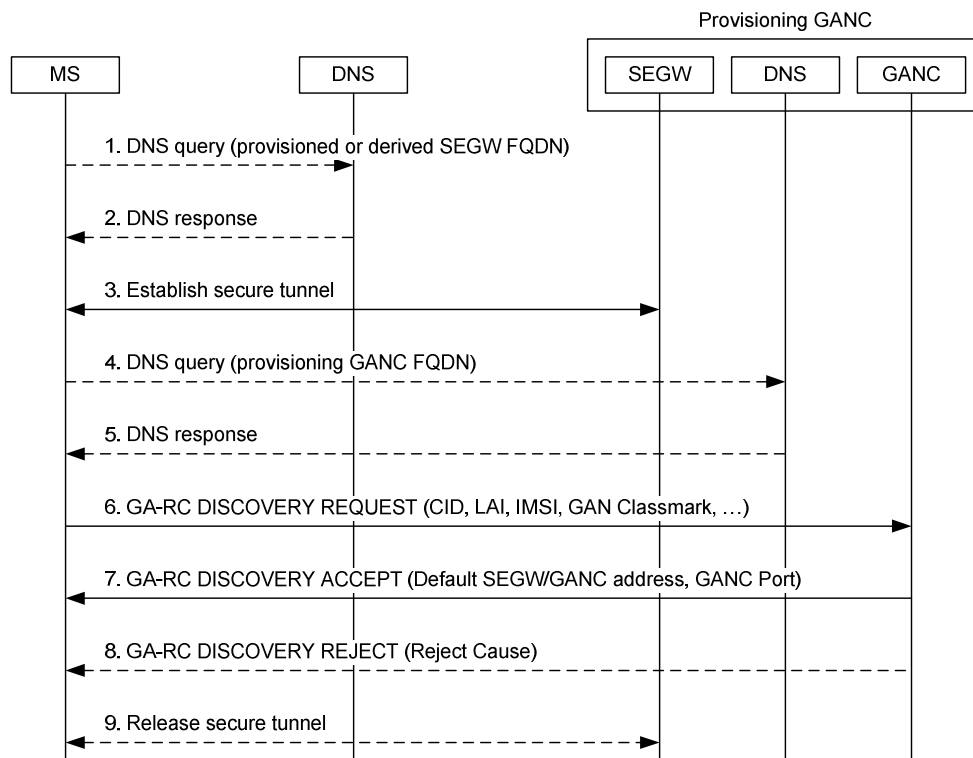 Provisioning GANC
MS
DNS
SEGW
DNS
GANC
1. DNS query (provisioned or derived SEGW FQDN)
2. DNS response
3. Establish secure tunnel
4. DNS query (provisioning GANC FQDN)
5. DNS response
6. GA-RC DISCOVERY REQUEST (CID, LAI, IMSI, GAN Classmark, …)
7. GA-RC DISCOVERY ACCEPT (Default SEGW/GANC address, GANC Port)
8. GA-RC DISCOVERY REJECT (Reject Cause)
9. Release secure tunnel